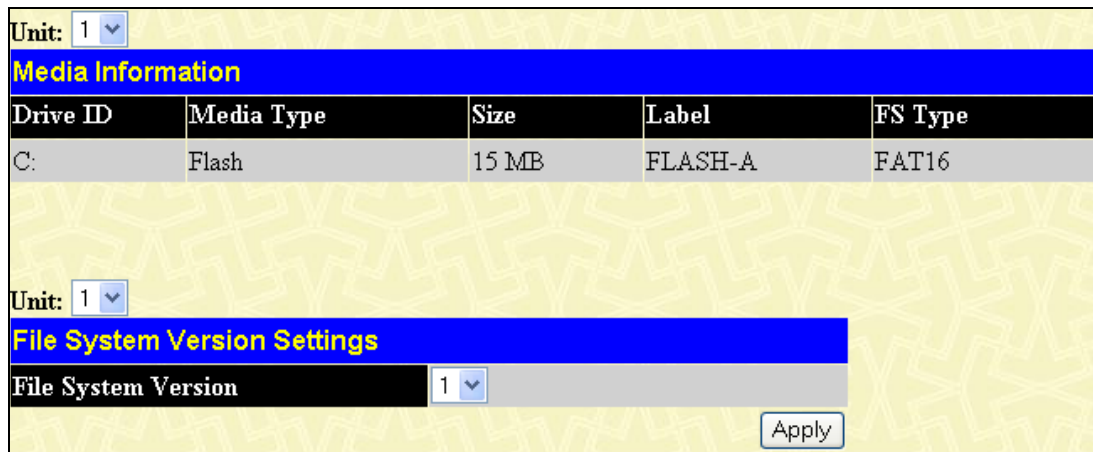 Unit: 1
Media Information
Drive ID Media Type Size Label FS Type
C: Flash 15 MB FLASH-A FAT16
Unit: 1
File System Version Settings
File System Version 1
Apply